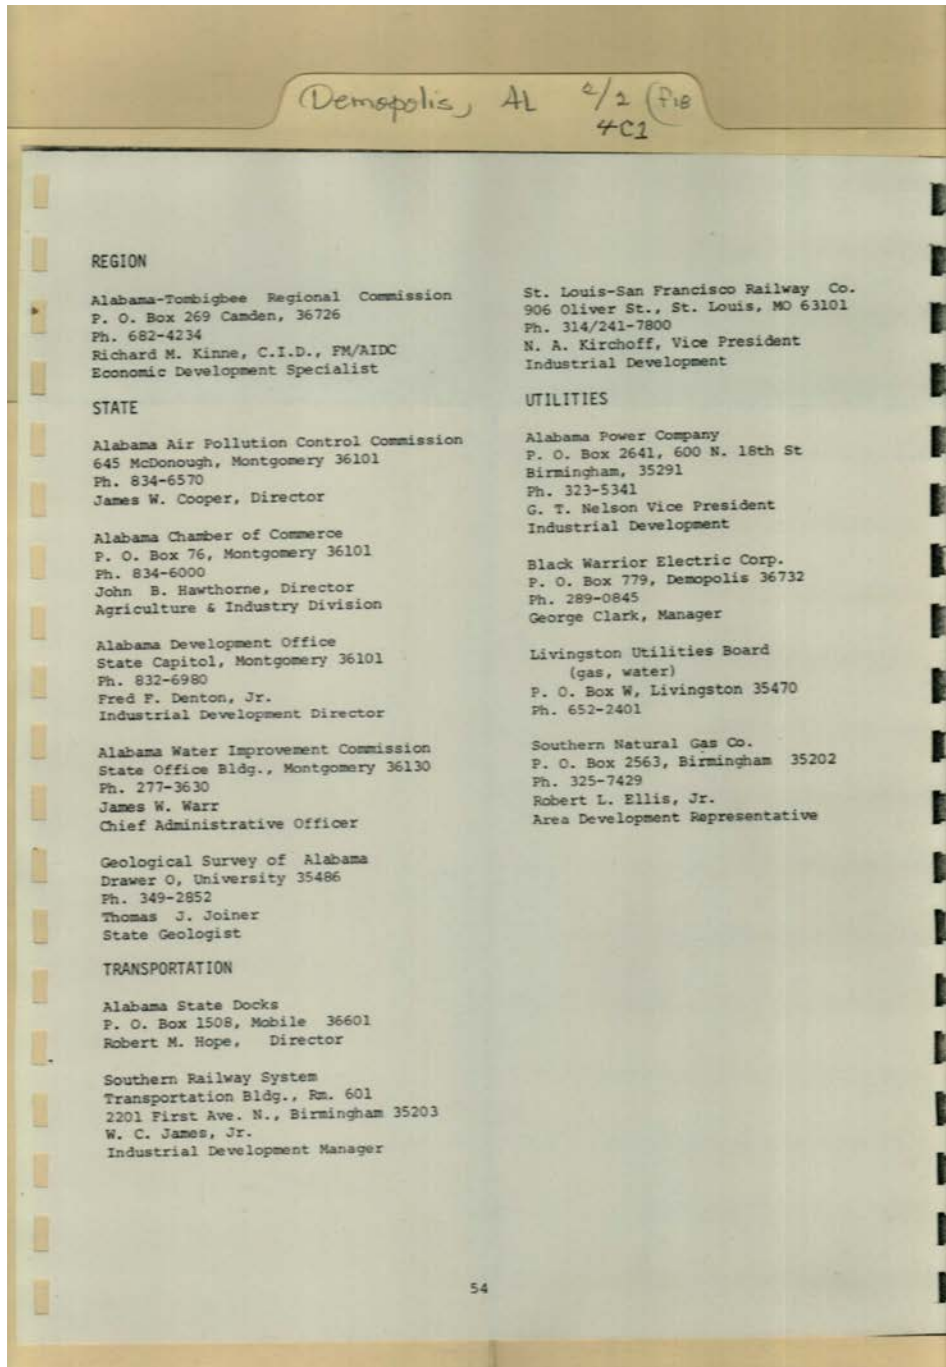 Demopolis, AL 2/2 (F18
4C1
REGION
Alabama-Tombigbee Regional Commission
P. O. Box 269 Camden, 36726
Ph. 682-4234
Richard M. Kinne, C.I.D., FM/AIDC
Economic Development Specialist
STATE
Alabama Air Pollution Control Commission
645 McDonough, Montgomery 36101
Ph. 834-6570
James W. Cooper, Director
Alabama Chamber of Commerce
P. O. Box 76, Montgomery 36101
Ph. 834-6000
John B. Hawthorne, Director
Agriculture & Industry Division
Alabama Development Office
State Capitol, Montgomery 36101
Ph. 832-6980
Fred F. Denton, Jr.
Industrial Development Director
Alabama Water Improvement Commission
State Office Bldg., Montgomery 36130
Ph. 277-3630
James W. Warr
Chief Administrative Officer
Geological Survey of Alabama
Drawer O, University 35486
Ph. 349-2852
Thomas J. Joiner
State Geologist
TRANSPORTATION
Alabama State Docks
P. O. Box 1508, Mobile 36601
Robert M. Hope, Director
Southern Railway System
Transportation Bldg., Rm. 601
2201 First Ave. N., Birmingham 35203
W. C. James, Jr.
Industrial Development Manager
St. Louis-San Francisco Railway Co.
906 Oliver St., St. Louis, MO 63101
Ph. 314/241-7800
N. A. Kirchoff, Vice President
Industrial Development
UTILITIES
Alabama Power Company
P. O. Box 2641, 600 N. 18th St
Birmingham, 35291
Ph. 323-5341
G. T. Nelson Vice President
Industrial Development
Black Warrior Electric Corp.
P. O. Box 779, Demopolis 36732
Ph. 289-0845
George Clark, Manager
Livingston Utilities Board
(gas, water)
P. O. Box W, Livingston 35470
Ph. 652-2401
Southern Natural Gas Co.
P. O. Box 2563, Birmingham 35202
Ph. 325-7429
Robert L. Ellis, Jr.
Area Development Representative
54